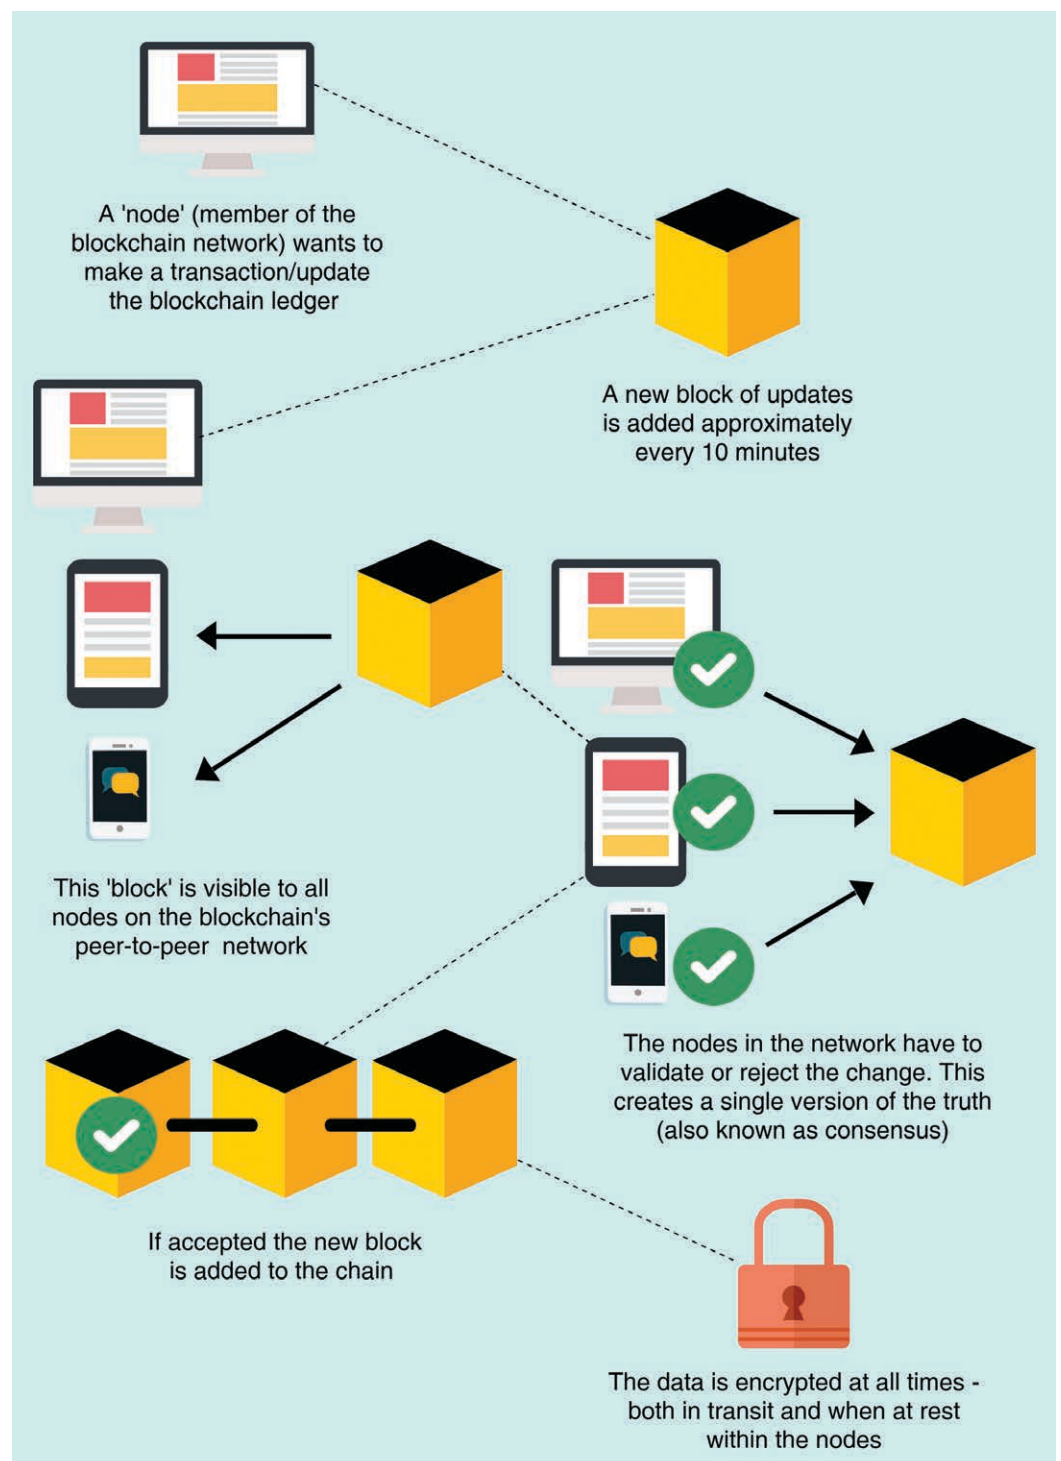 A 'node' (member of the
blockchain network) wants to
make a transaction/update
the blockchain ledger
A new block of updates
is added approximately
every 10 minutes
This 'block' is visible to all
nodes on the blockchain's
peer-to-peer  network
The nodes in the network have to
validate or reject the change. This
creates a single version of the truth
(also known as consensus)
If accepted the new block
is added to the chain
The data is encrypted at all times -
both in transit and when at rest
within the nodes